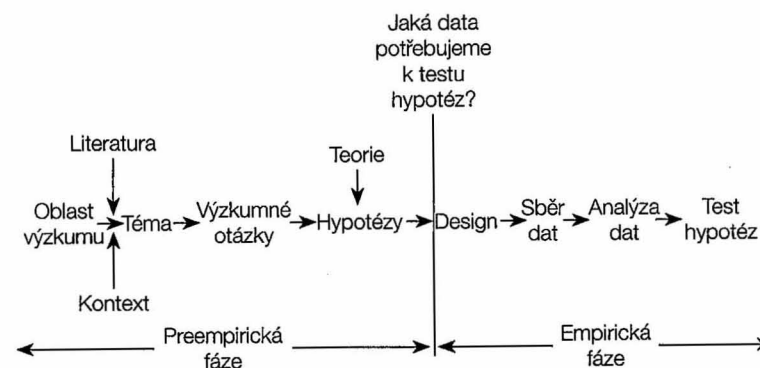 Jaká data
potřebujeme
k testu
hypotéz?
Literatura
Teorie
Oblast
výzkumu
Téma
Výzkumné
otázky
Hypotézy
Design
Sběr
dat
Analýza
dat
Test
hypotéz
Kontext
Preempirická
fáze
Empirická
fáze